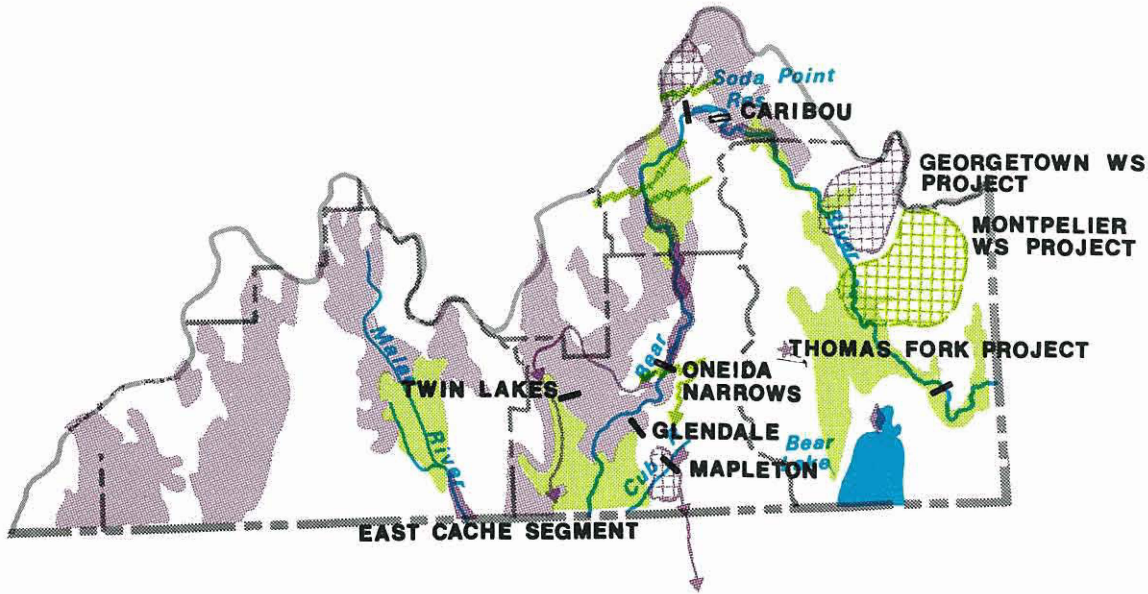 Soda Point
Res
CARIBOU
GEORGETOWN WS
PROJECT
MONTPELIER
WS PROJECT
River
Malad
River
Bear
THOMAS FORK PROJECT
TWIN LAKES
ONEIDA
NARROWS
GLENDALE
Bear
Lake
Cub
MAPLETON
EAST CACHE SEGMENT